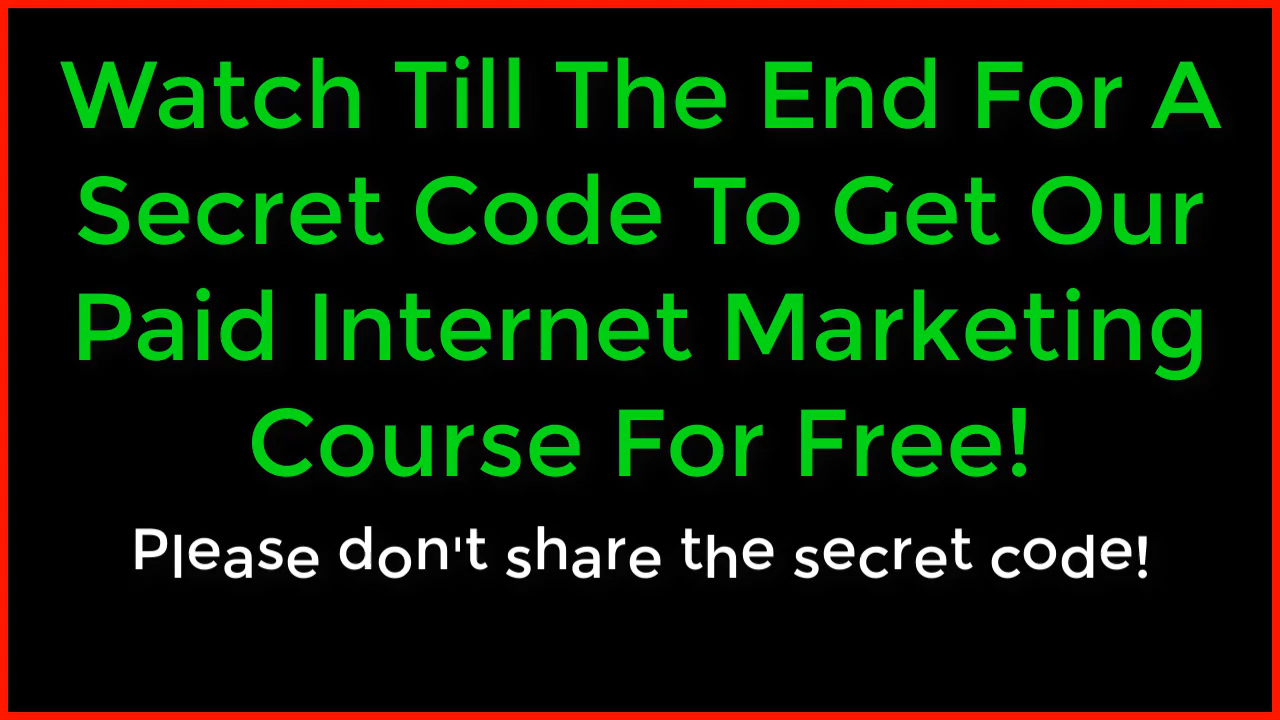 Watch Till The End For A
Secret Code To Get Our
Paid Internet Marketing
Course For Free!
Please don't share the secret code!